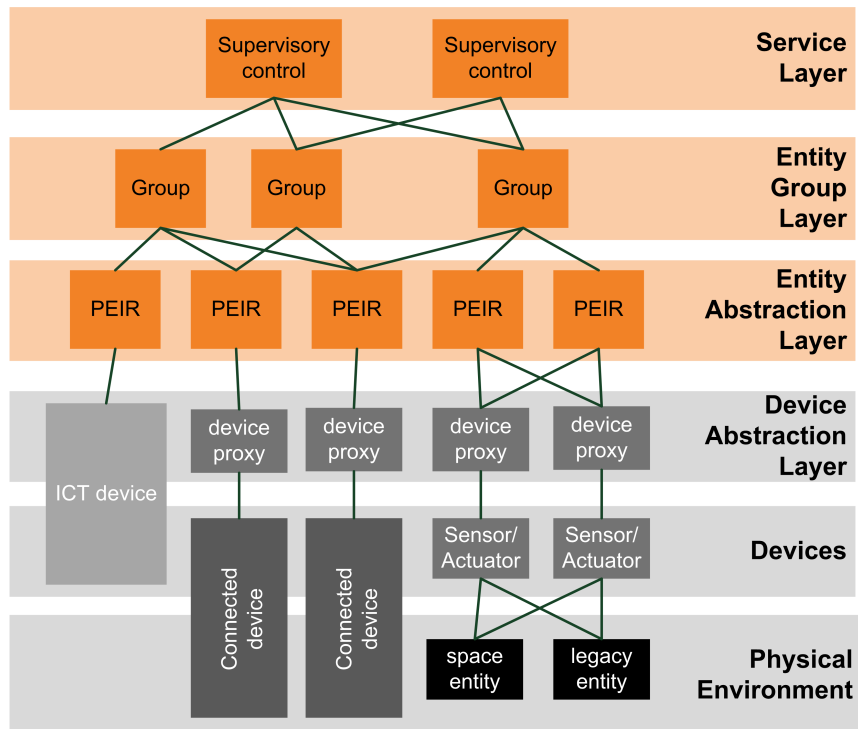 Supervisory
control
Supervisory
control
Service
Layer
Group
Group
Group
Entity
Group
Layer
PEIR
PEIR
PEIR
PEIR
PEIR
Entity
Abstraction
Layer
ICT device
device
proxy
device
proxy
device
proxy
device
proxy
Device
Abstraction
Layer
Connected
device
Connected
device
Sensor/
Actuator
Sensor/
Actuator
Devices
space
entity
legacy
entity
Physical
Environment